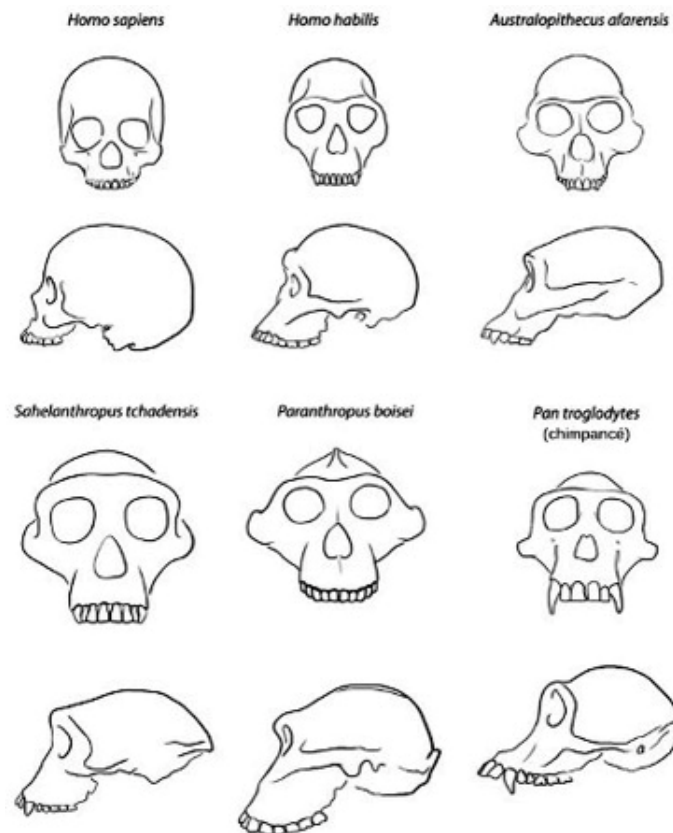 Homo sapiens
Homo habilis
Australopithecus afarensis
Sahelanthropus tchadensis
Paranthropus boisei
Pan troglodytes
(chimpancé)